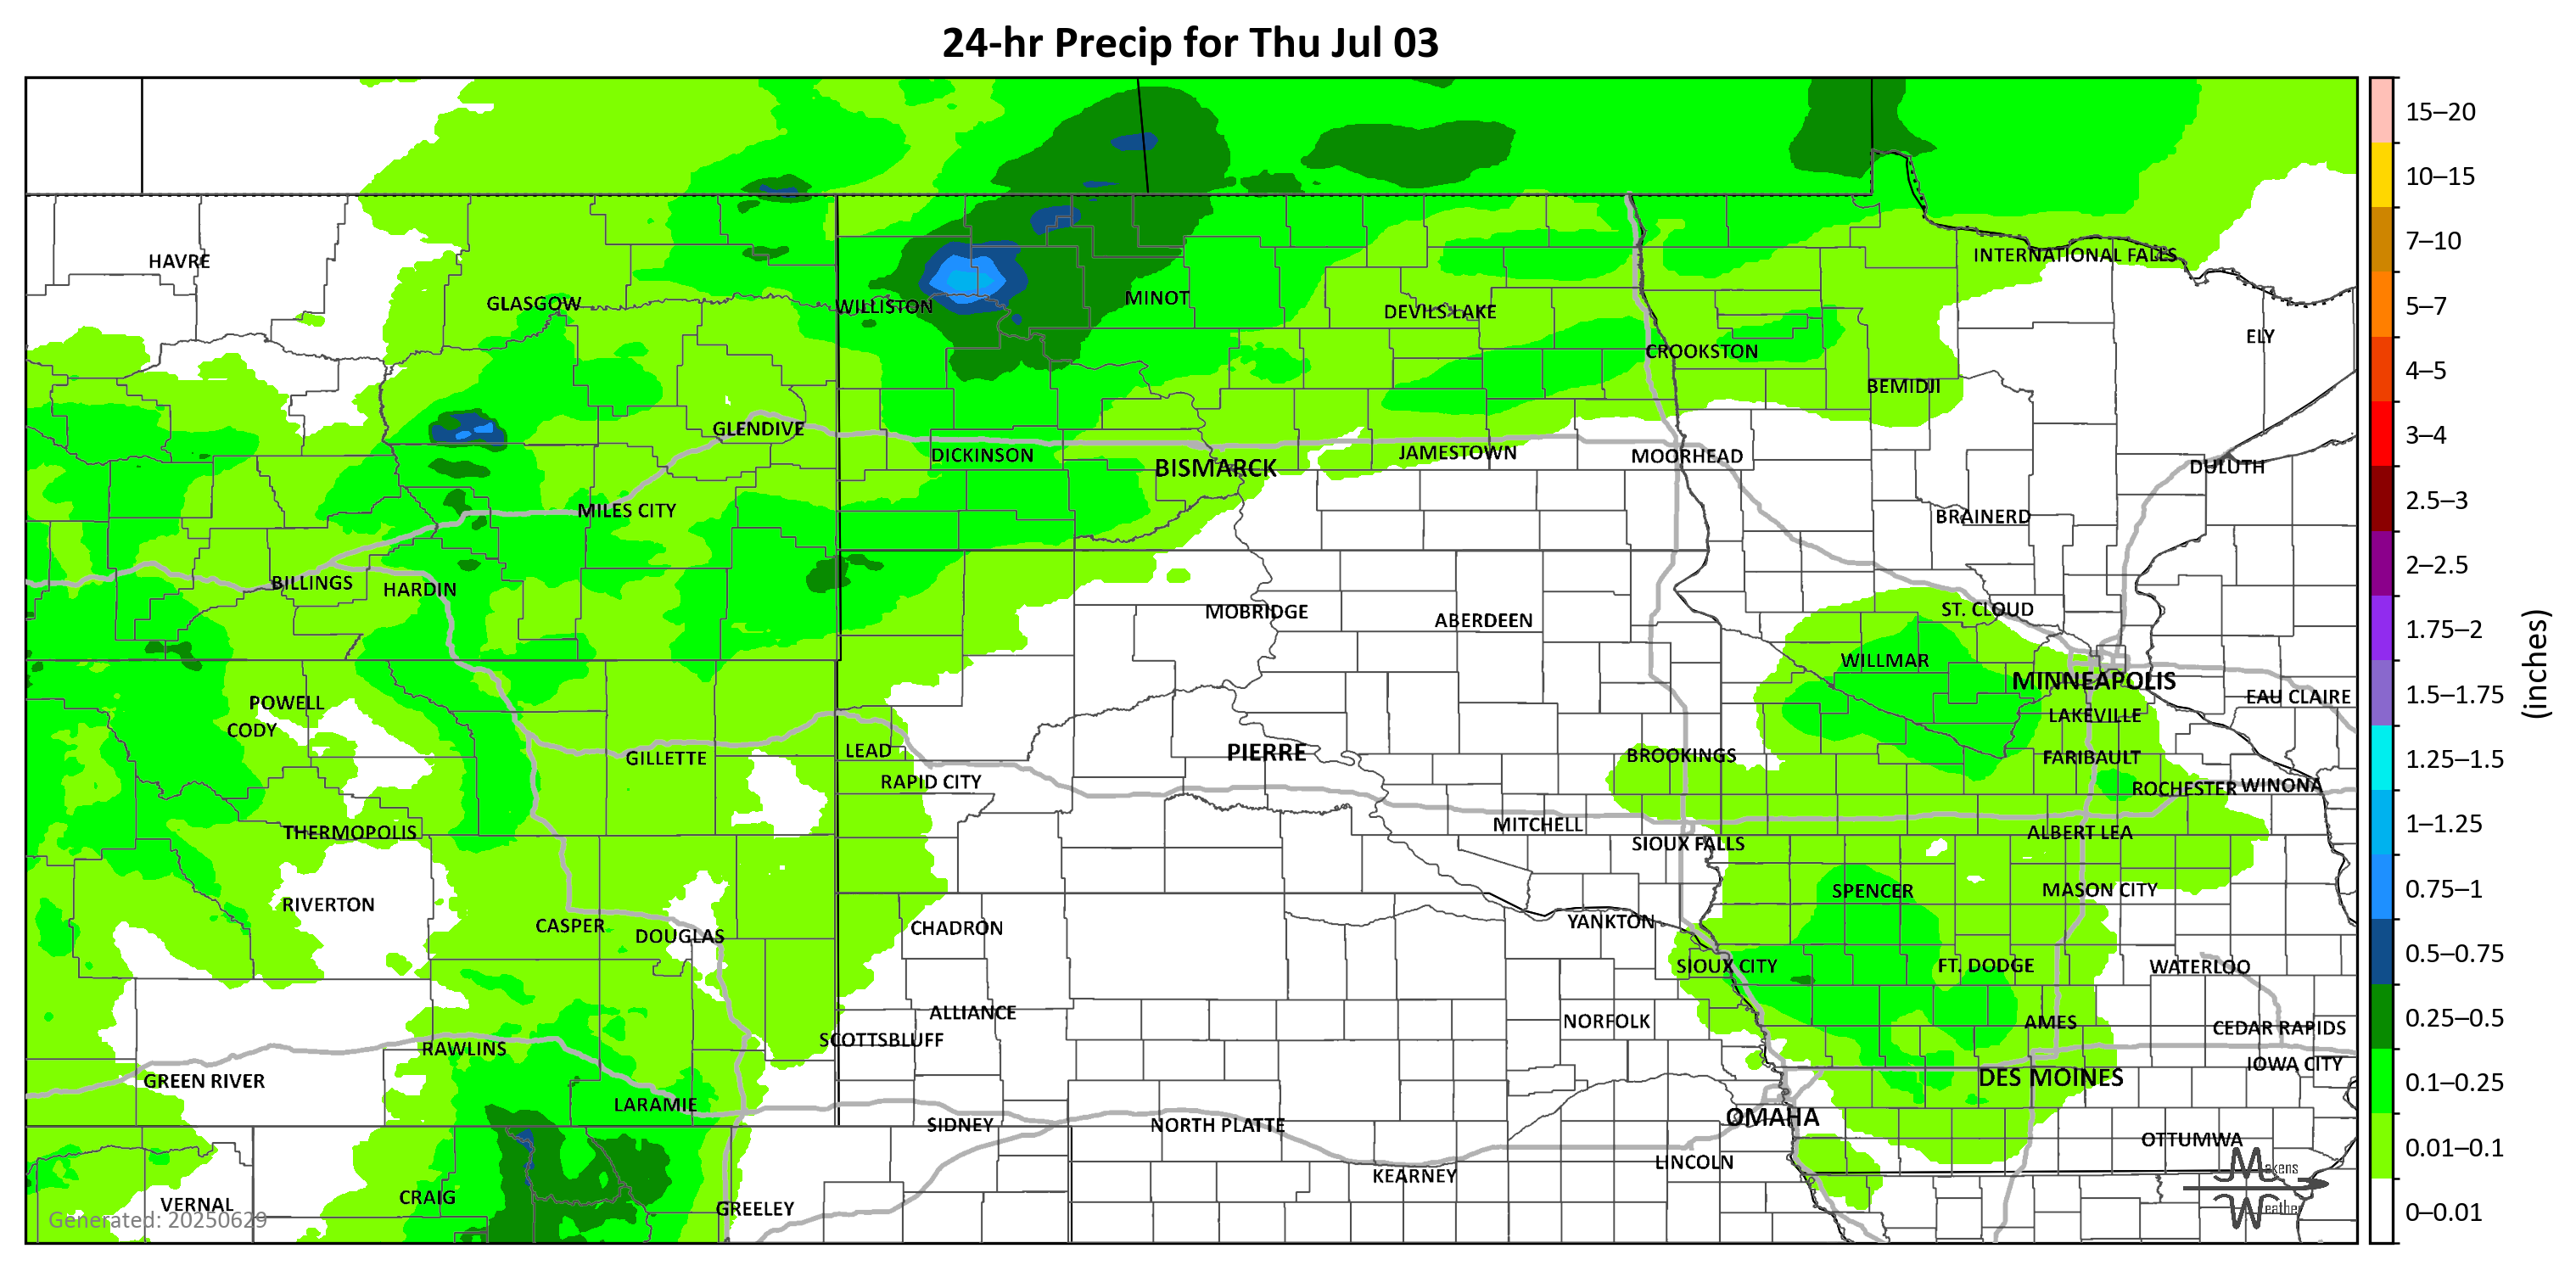 24-hr Precip for Thu Jul 03
15–20
10–15
7–10
5–7
4–5
3–4
2.5–3
2–2.5
1.75–2
1.5–1.75
1.25–1.5
1–1.25
0.75–1
0.5–0.75
0.25–0.5
0.1–0.25
0.01–0.1
0–0.01
(inches)
HAVRE
INTERNATIONAL FALLS
GLASGOW
WILLISTON
MINOT
DEVILS LAKE
ELY
CROOKSTON
BEMIDJI
GLENDIVE
DICKINSON
BISMARCK
JAMESTOWN
MOORHEAD
DULUTH
MILES CITY
BRAINERD
BILLINGS
HARDIN
MOBRIDGE
ABERDEEN
ST. CLOUD
WILLMAR
MINNEAPOLIS
EAU CLAIRE
POWELL
CODY
LAKEVILLE
GILLETTE
LEAD
PIERRE
BROOKINGS
FARIBAULT
RAPID CITY
ROCHESTER
WINONA
THERMOPOLIS
MITCHELL
SIOUX FALLS
ALBERT LEA
RIVERTON
SPENCER
MASON CITY
CASPER
DOUGLAS
CHADRON
YANKTON
SIOUX CITY
FT. DODGE
WATERLOO
ALLIANCE
NORFOLK
AMES
CEDAR RAPIDS
SCOTTSBLUFF
RAWLINS
IOWA CITY
GREEN RIVER
DES MOINES
LARAMIE
SIDNEY
NORTH PLATTE
OMAHA
OTTUMWA
LINCOLN
KEARNEY
VERNAL
CRAIG
GREELEY
Generated: 20250629
Makens
Weather